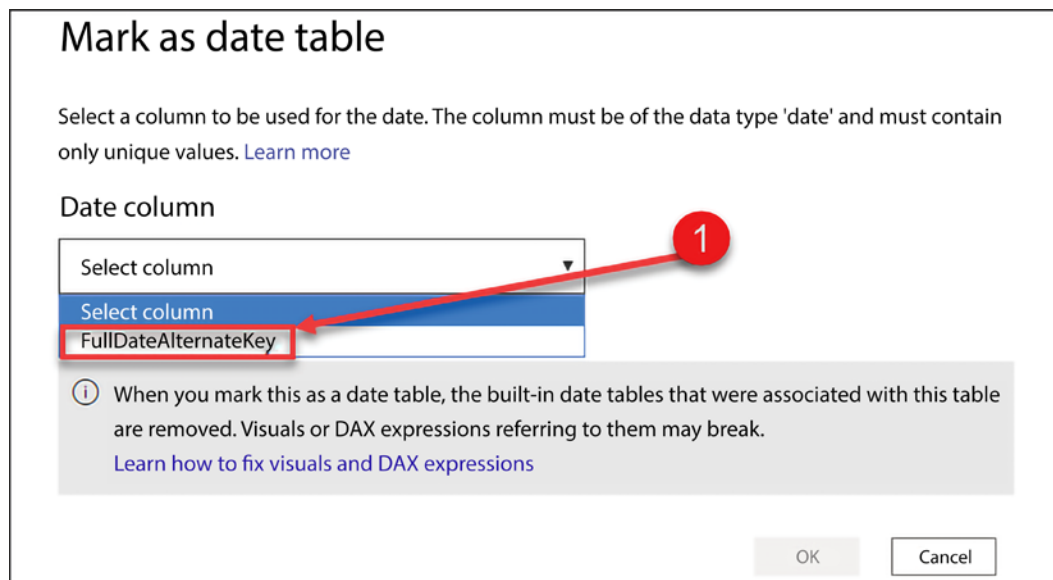 Mark as date table
Select a column to be used for the date. The column must be of the data type 'date' and must contain
only unique values. Learn more
Date column
1
Select column
Select column
FullDateAlternateKey
When you mark this as a date table, the built-in date tables that were associated with this table
are removed. Visuals or DAX expressions referring to them may break.
Learn how to fix visuals and DAX expressions
OK Cancel